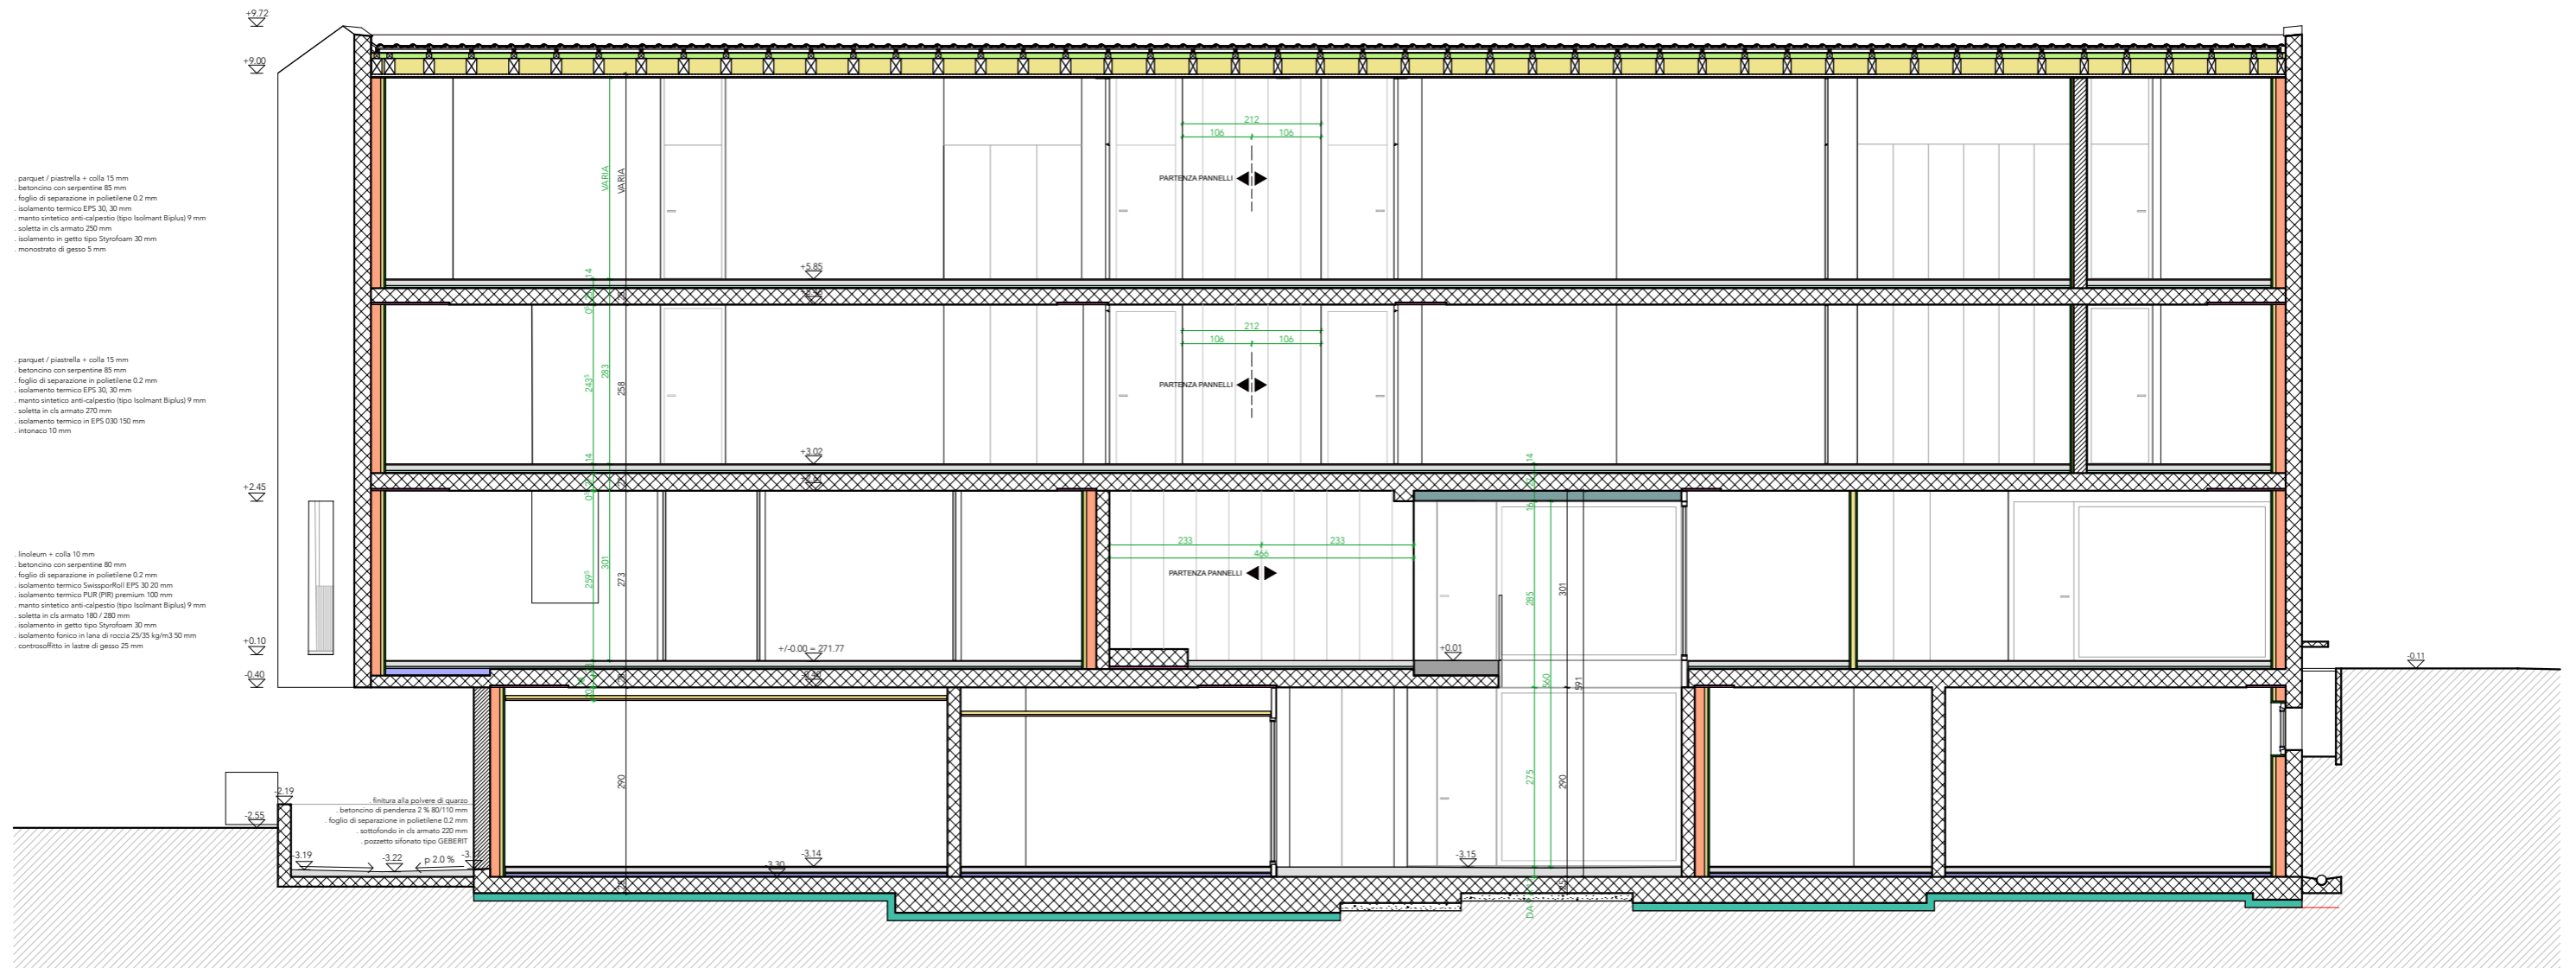 +9.72
+9.00
212
106 106
PARTENZA PANNELLI
VARIA
VARIA
. parquet / piastrella + colla 15 mm
. betoncino con serpentine 85 mm
. foglio di separazione in polietilene 0.2 mm
. isolamento termico EPS 30, 30 mm
. manto sintetico anti-calpestio (tipo Isolmant Biplus) 9 mm
. soletta in cls armato 250 mm
. isolamento in getto tipo Styrofoam 30 mm
. monostrato di gesso 5 mm
14
+5.85
212
106 106
PARTENZA PANNELLI
. parquet / piastrella + colla 15 mm
. betoncino con serpentine 85 mm
. foglio di separazione in polietilene 0.2 mm
. isolamento termico EPS 30, 30 mm
. manto sintetico anti-calpestio (tipo Isolmant Biplus) 9 mm
. soletta in cls armato 270 mm
. isolamento termico in EPS 030 150 mm
. intonaco 10 mm
243⁵
283
258
14
+3.02
14
+2.45
16
233 233
466
PARTENZA PANNELLI
. linoleum + colla 10 mm
. betoncino con serpentine 80 mm
. foglio di separazione in polietilene 0.2 mm
. isolamento termico SwissporRoll EPS 30 20 mm
. isolamento termico PUR (PIR) premium 100 mm
. manto sintetico anti-calpestio (tipo Isolmant Biplus) 9 mm
. soletta in cls armato 180 / 280 mm
. isolamento in getto tipo Styrofoam 30 mm
. isolamento fonico in lana di roccia 25/35 kg/m3 50 mm
. controsoffitto in lastre di gesso 25 mm
259⁵
301
273
285
301
+0.10
+/-0.00 = 271.77
+0.01
-0.11
-0.40
-0.40
560
591
290
275
290
-2.19
-2.55
. finitura alla polvere di quarzo
. betoncino di pendenza 2 % 80/110 mm
. foglio di separazione in polietilene 0.2 mm
. sottofondo in cls armato 220 mm
. pozzetto sifonato tipo GEBERIT
-3.19
-3.22
p 2.0 %
-3.30
-3.14
-3.15
25